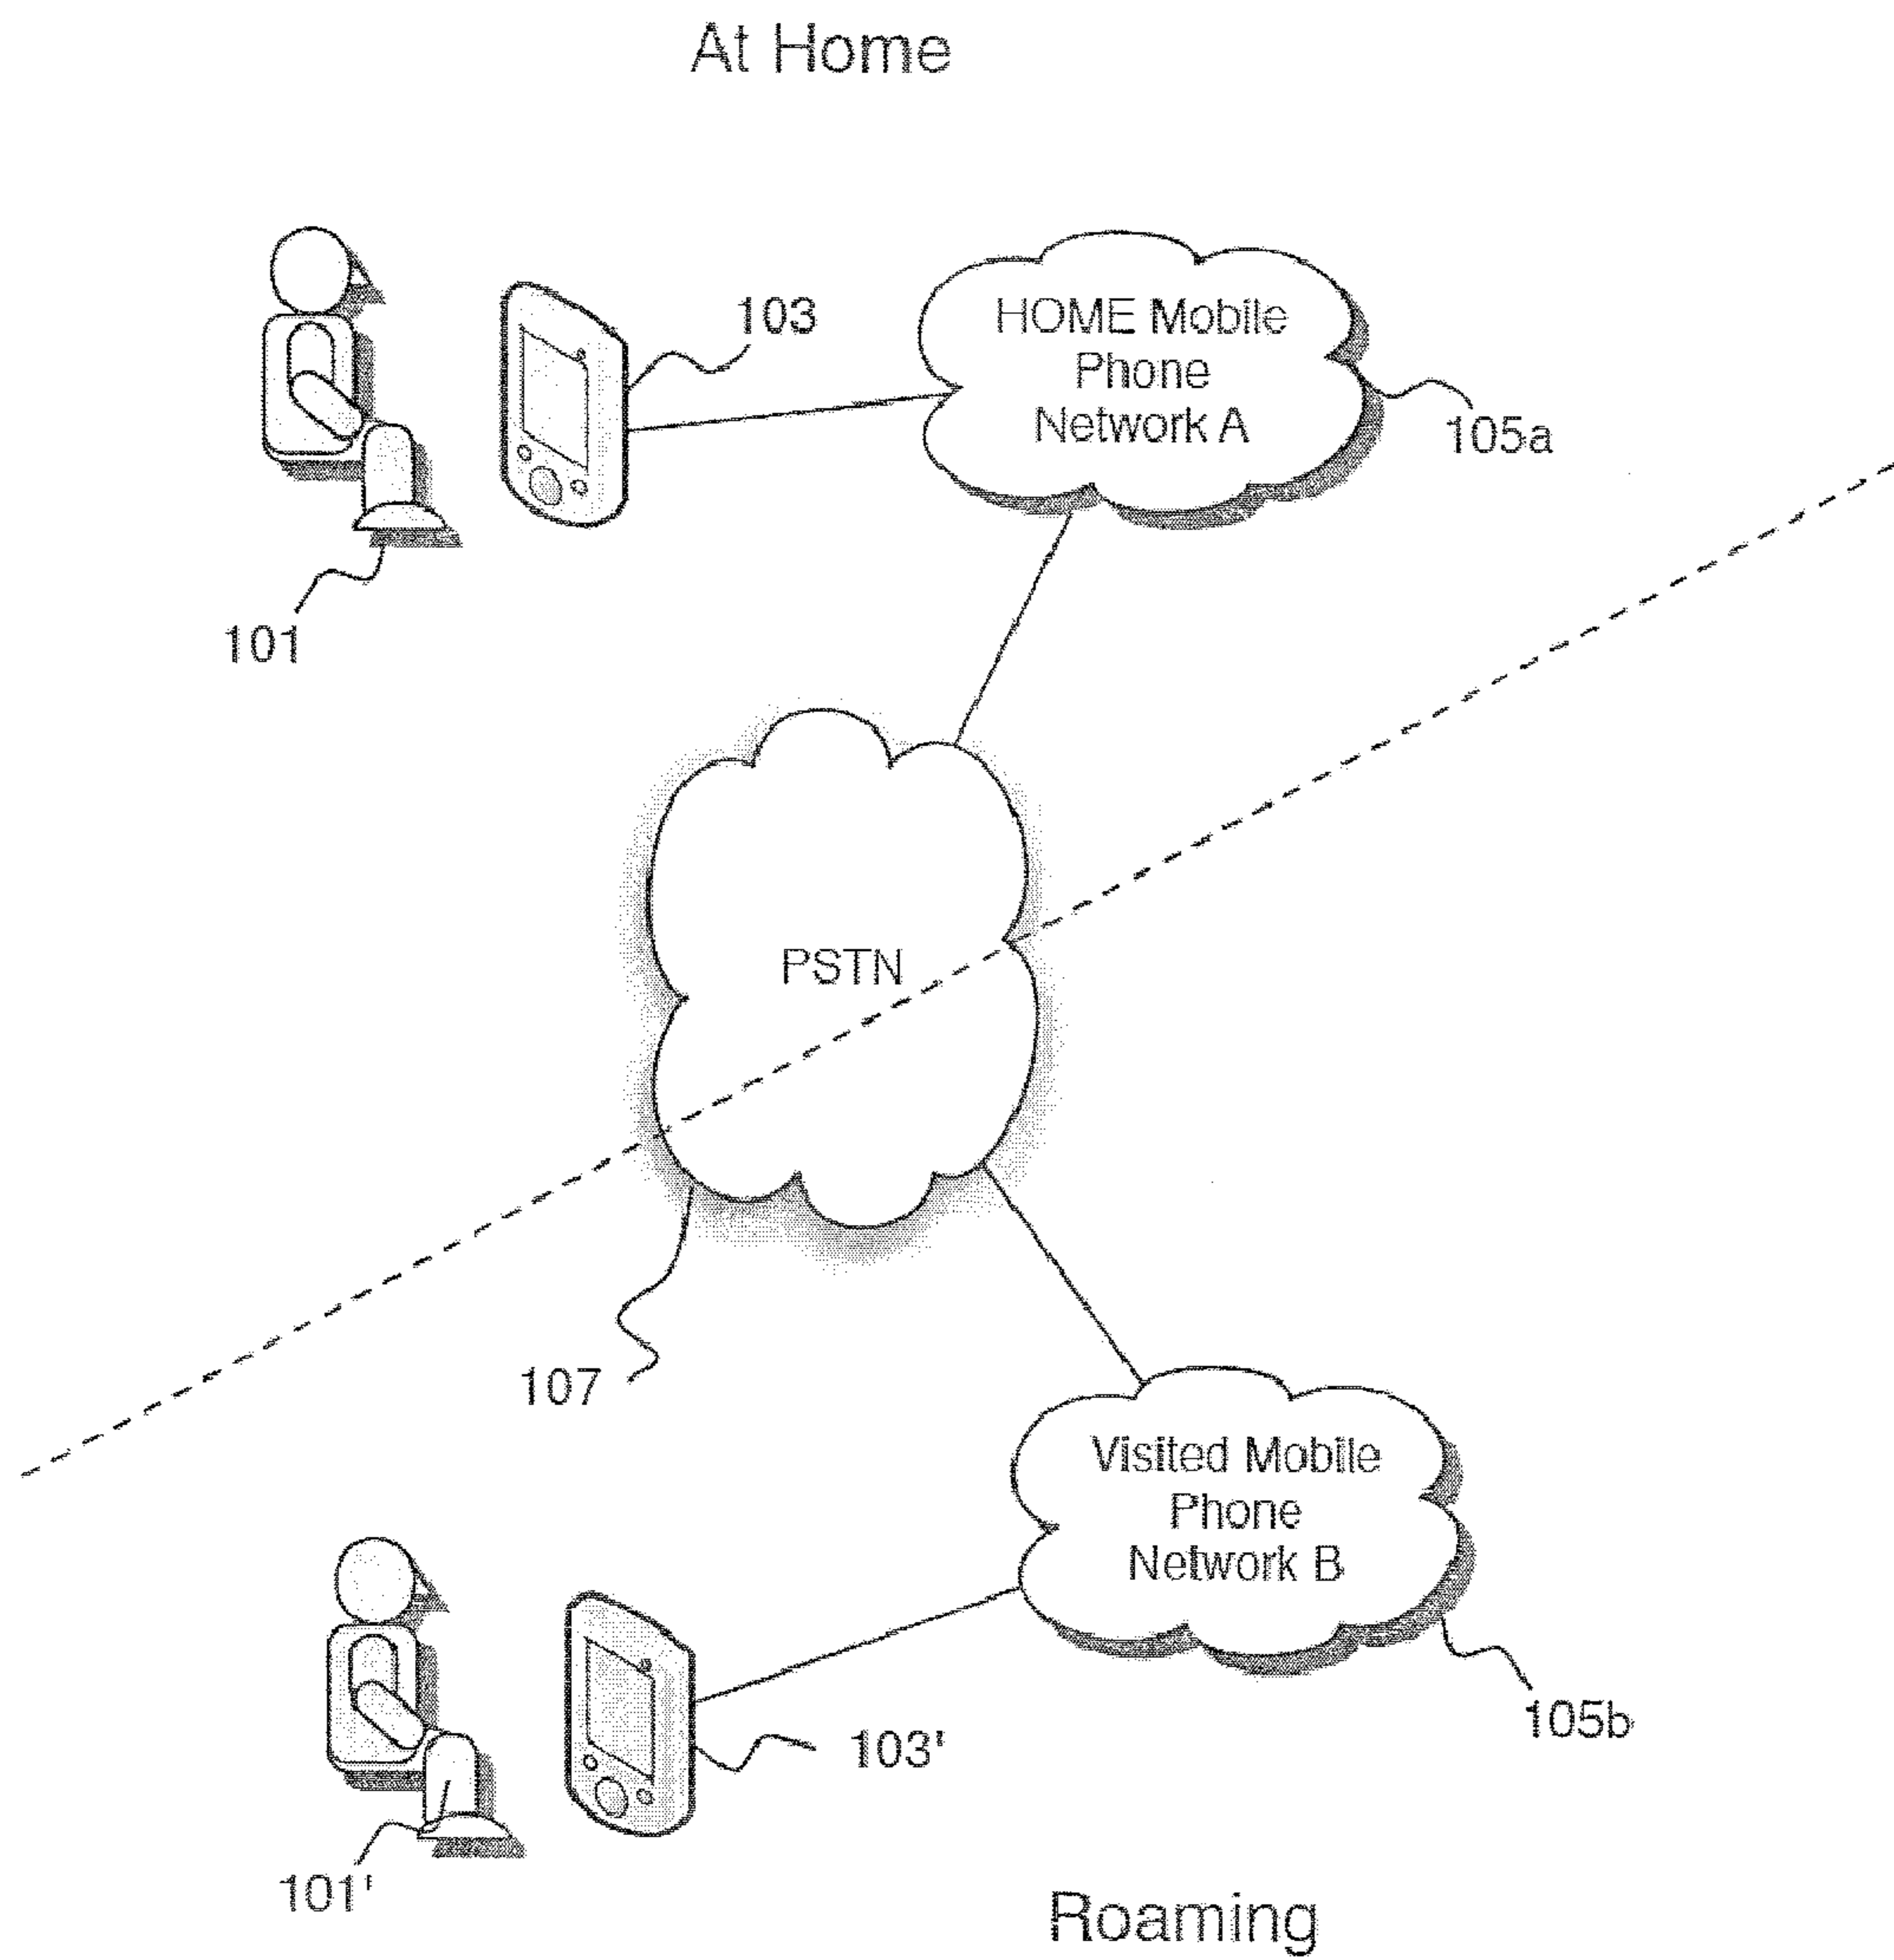 At Home
103
HOME Mobile
Phone
Network A
105a
101
PSTN
107
Visited Mobile
Phone
Network B
105b
103'
101'
Roaming